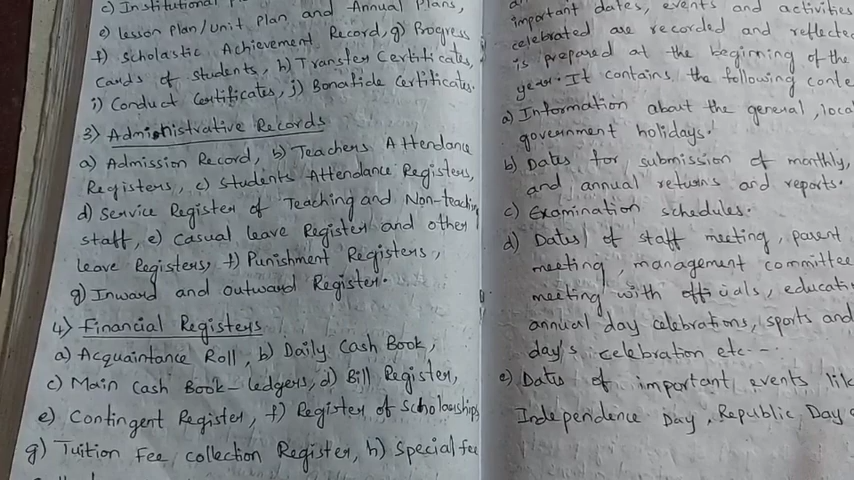 c) Institutional
e) lesson plan/unit plan and Annual Plans,
f) scholastic Achievement Record, g) Progress
cards of students, h) Transfer Certificates,
i) Conduct Certificates, j) Bonafide Certificates.
3) Administrative Records
a) Admission Record, b) Teachers Attendance
Registers, c) students Attendance Registers,
d) Service Register of Teaching and Non-teaching
staff, e) casual leave Register and other
leave Registers, f) Punishment Registers,
g) Inward and outward Register.
4) Financial Registers
a) Acquaintance Roll, b) Daily Cash Book,
c) Main Cash Book-ledgers, d) Bill Register,
e) Contingent Register, f) Register of scholarships
g) Tuition Fee collection Register, h) special fee
important dates, events and activities
celebrated are recorded and reflected
is prepared at the beginning of the
year. It contains the following conte
a) Information about the general, loca
government holidays.
b) Dates for submission of monthly,
and annual returns and reports.
c) Examination schedules.
d) Dates of staff meeting, parent
meeting, management committee
meeting with officials, educati
annual day celebrations, sports and
day's celebration etc--
e) Dates of important events lik
Independence Day, Republic Day